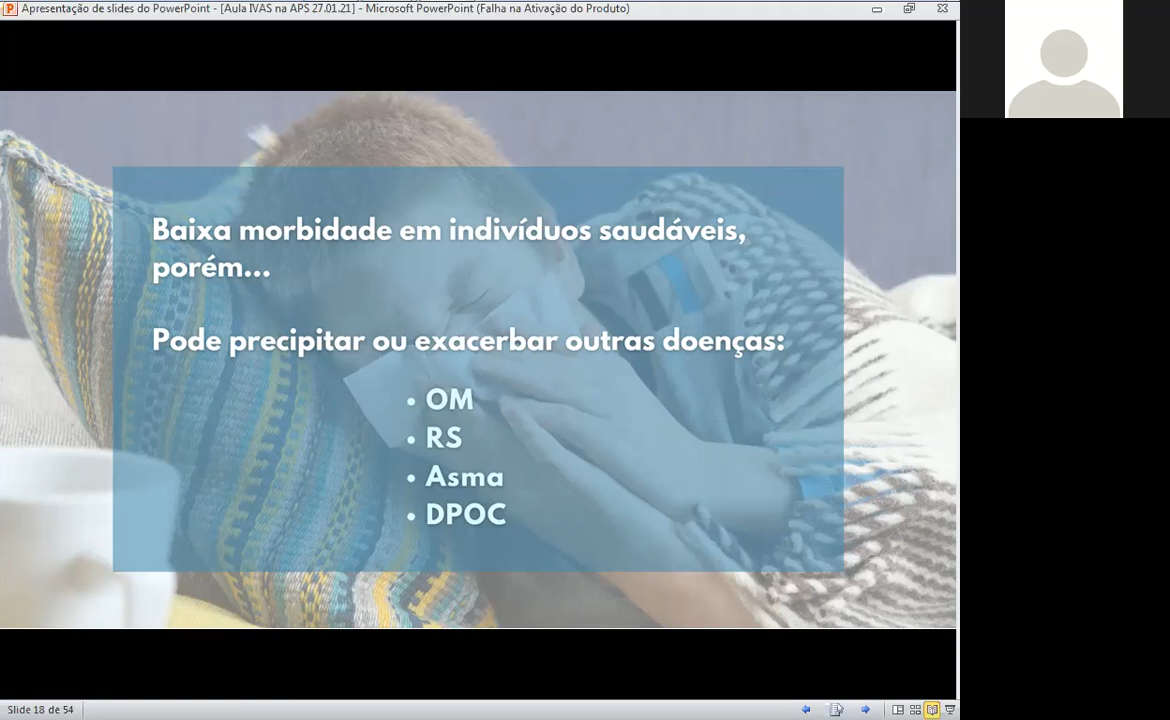 Apresentação de slides do PowerPoint - [Aula IVAS na APS 27.01.21] - Microsoft PowerPoint (Falha na Ativação do Produto)
Baixa morbidade em indivíduos saudáveis,
porém...
Pode precipitar ou exacerbar outras doenças:
• OM
• RS
• Asma
• DPOC
Slide 18 de 54